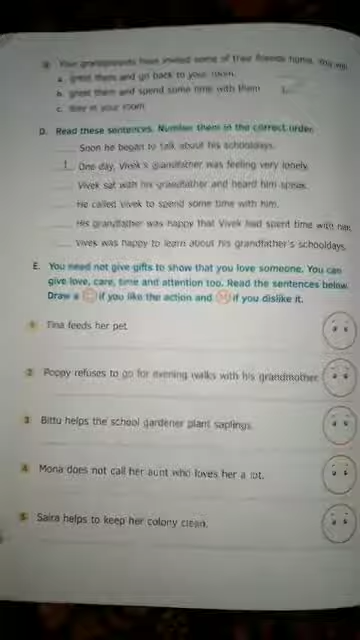 Your grandparents have invited some of their friends home. You will
a. greet them and go back to your room.
b. greet them and spend some time with them.
c. stay in your room.
D. Read these sentences. Number them in the correct order.
Soon he began to talk about his schooldays.
1 One day, Vivek's grandfather was feeling very lonely.
Vivek sat with his grandfather and heard him speak.
He called Vivek to spend some time with him.
His grandfather was happy that Vivek had spent time with him.
Vivek was happy to learn about his grandfather's schooldays.
E. You need not give gifts to show that you love someone. You can
give love, care, time and attention too. Read the sentences below.
Draw a if you like the action and if you dislike it.
1 Tina feeds her pet.
2 Poppy refuses to go for evening walks with his grandmother.
3 Bittu helps the school gardener plant saplings.
4 Mona does not call her aunt who loves her a lot.
5 Saira helps to keep her colony clean.